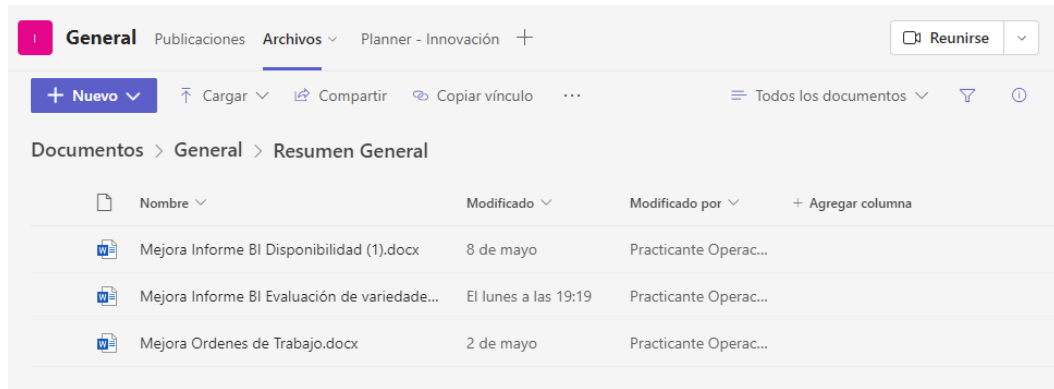 I General Publicaciones Archivos Planner - Innovación Reunirse
Nuevo Cargar Compartir Copiar vínculo ... Todos los documentos
Documentos > General > Resumen General
Nombre Modificado Modificado por + Agregar columna
Mejora Informe BI Disponibilidad (1).docx 8 de mayo Practicante Operac...
Mejora Informe BI Evaluación de variedade... El lunes a las 19:19 Practicante Operac...
Mejora Ordenes de Trabajo.docx 2 de mayo Practicante Operac...